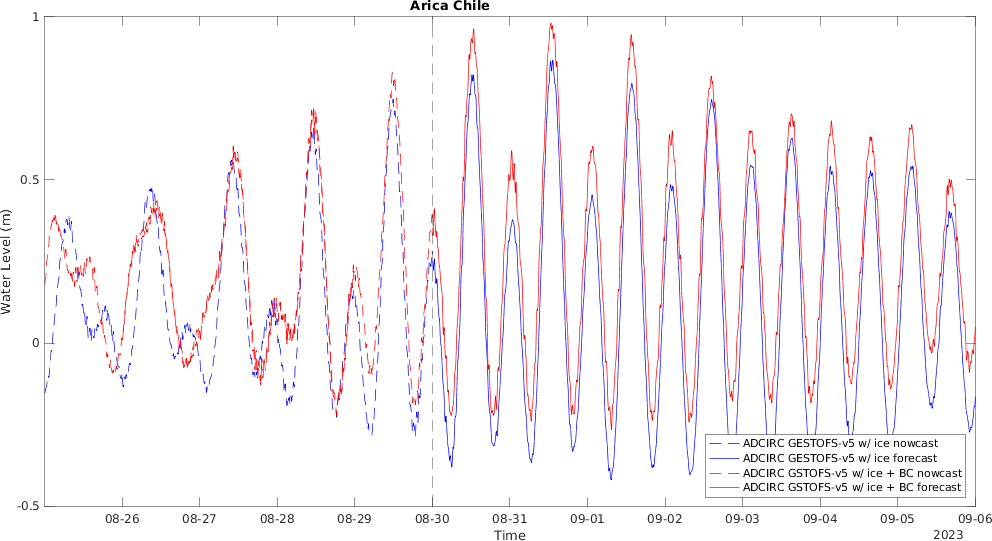 Arica Chile
Water Level (m)
1
0.5
0
-0.5
ADCIRC GESTOFS-v5 w/ ice nowcast
ADCIRC GESTOFS-v5 w/ ice forecast
ADCIRC GSTOFS-v5 w/ ice + BC nowcast
ADCIRC GSTOFS-v5 w/ ice + BC forecast
08-26 08-27 08-28 08-29 08-30 08-31 09-01 09-02 09-03 09-04 09-05 09-06
Time
2023